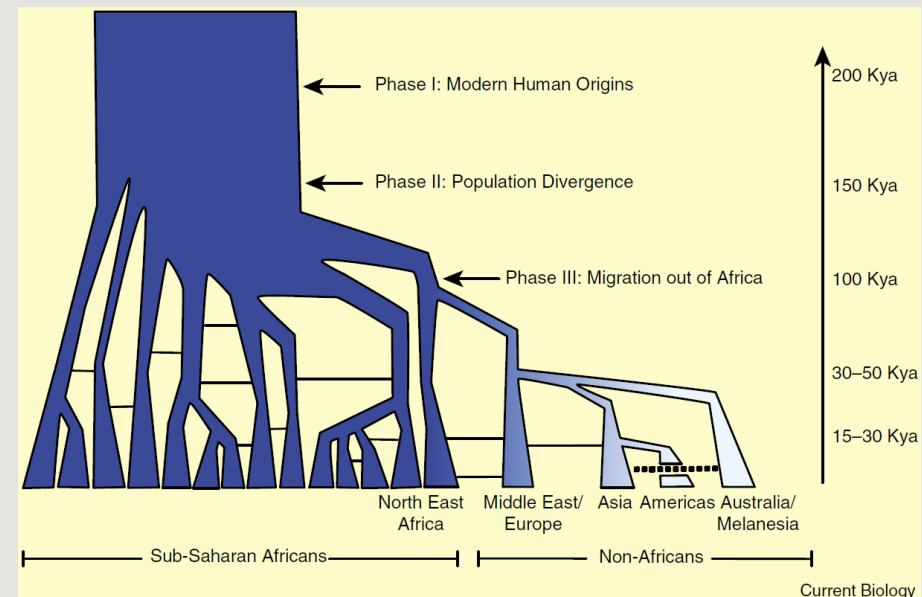 200 Kya
Phase I: Modern Human Origins
Phase II: Population Divergence
150 Kya
Phase III: Migration out of Africa
100 Kya
30–50 Kya
15–30 Kya
North East
Africa
Middle East/
Europe
Asia
Americas
Australia/
Melanesia
Sub-Saharan Africans
Non-Africans
Current Biology